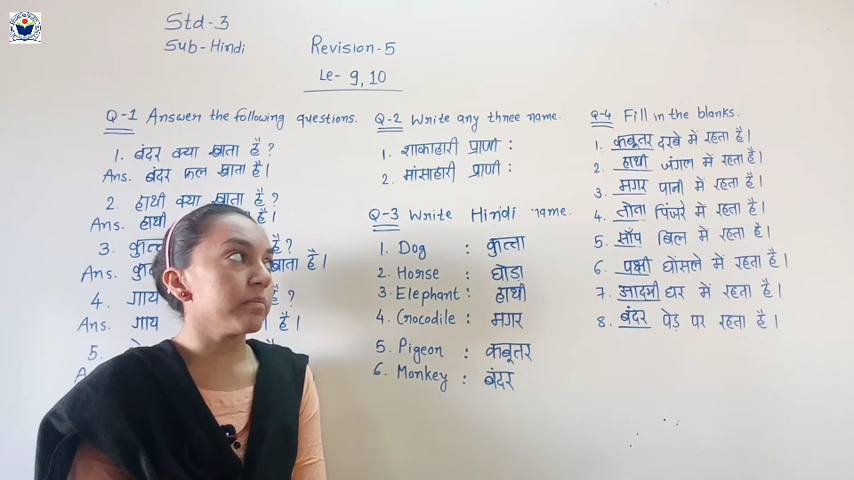 Std-3
Sub-Hindi
Revision-5
Le- 9, 10
Q-1 Answer the following questions.
1. बंदर क्या खाता है ?
Ans. बंदर फल खाता है।
2. हाथी क्या खाता है ?
Ans. हाथी है।
3. कुत्ता है ?
Ans. खाता है।
4. गाय है ?
Ans. गाय है।
5.
Q-2 Write any three name.
1. शाकाहारी प्राणी :
2. मांसाहारी प्राणी :
Q-3 Write Hindi name.
1. Dog : कुत्ता
2. Horse : घोडा
3. Elephant : हाथी
4. Crocodile : मगर
5. Pigeon : कबूतर
6. Monkey : बंदर
Q-4 Fill in the blanks.
1. कबूतर दरबे में रहता है।
2. हाथी जंगल में रहता है।
3. मगर पानी में रहता है।
4. तोता पिंजरे में रहता है।
5. साँप बिल में रहता है।
6. पक्षी घोंसले में रहता है।
7. आदमी घर में रहता है।
8. बंदर पेड़ पर रहता है।